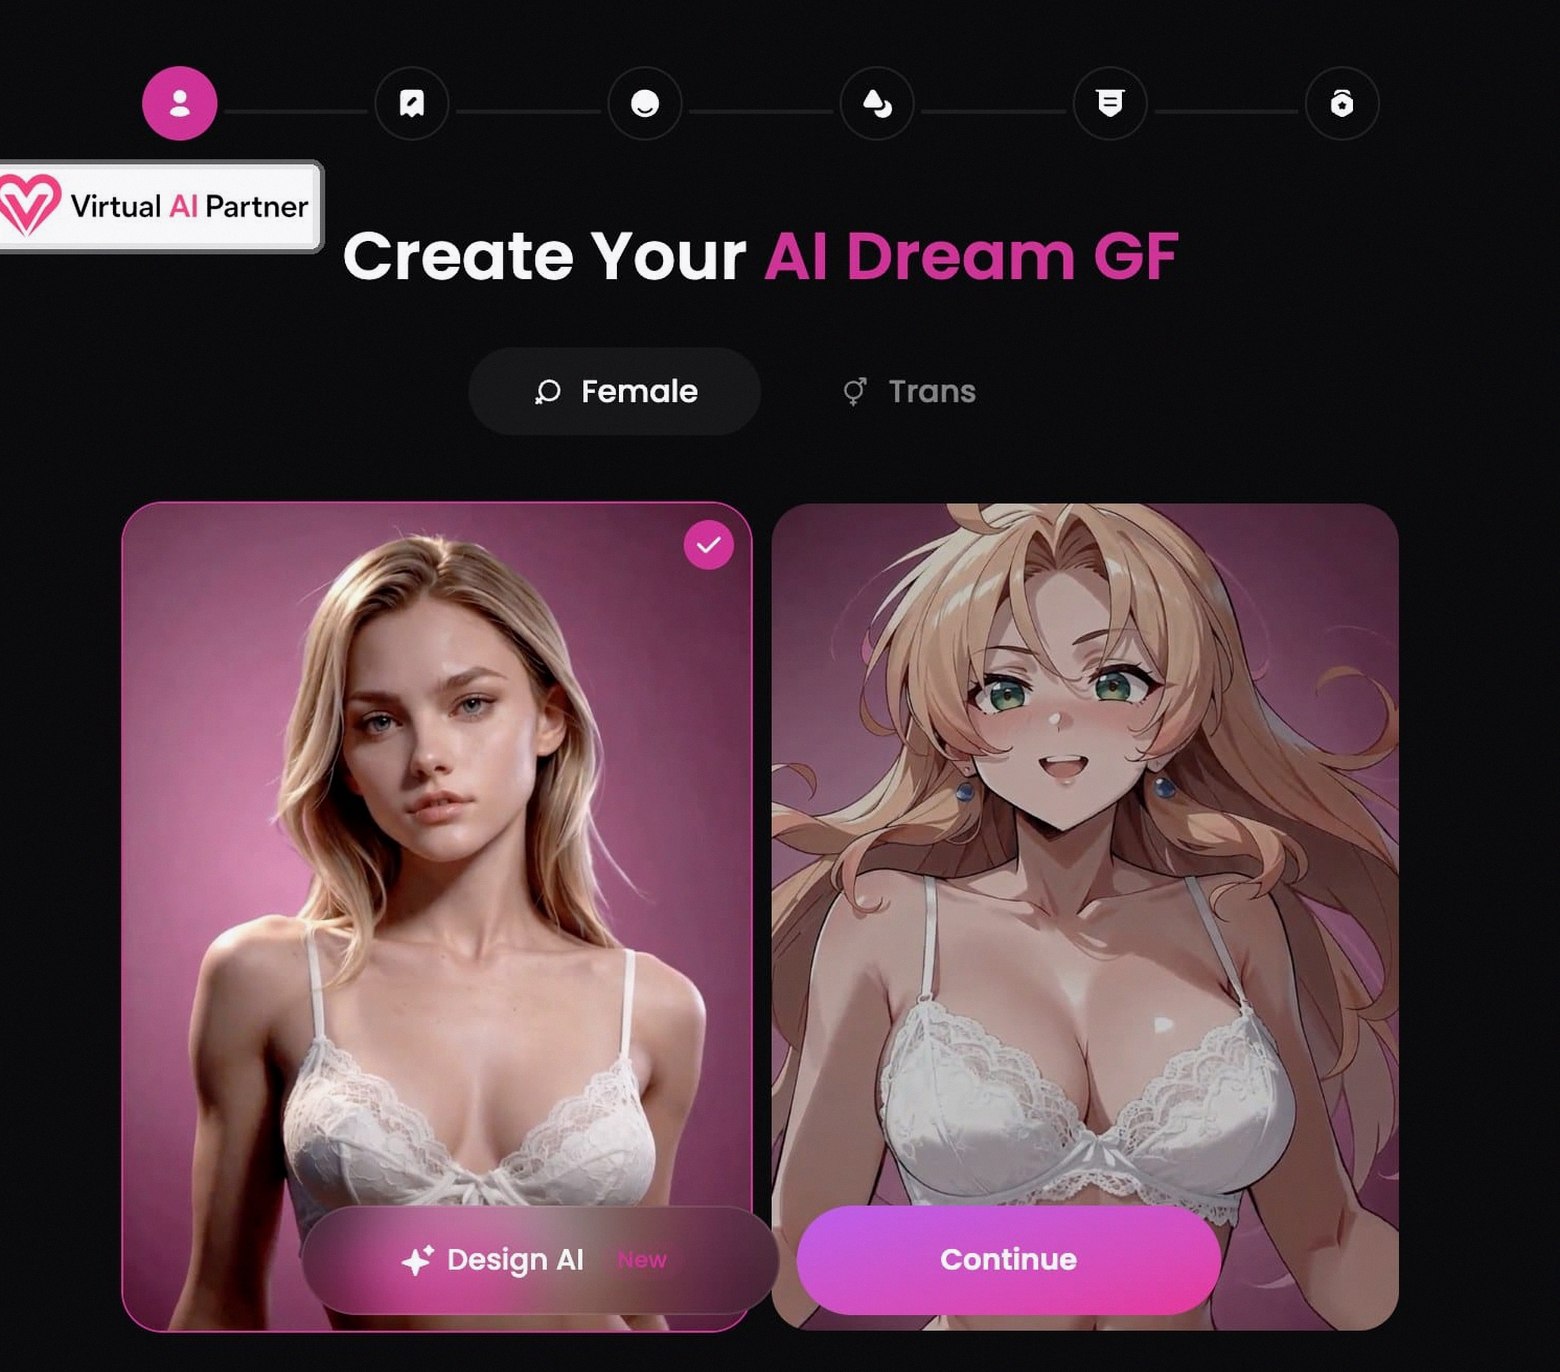 Virtual AI Partner
Create Your AI Dream GF
Female
Trans
Design AI New
Continue